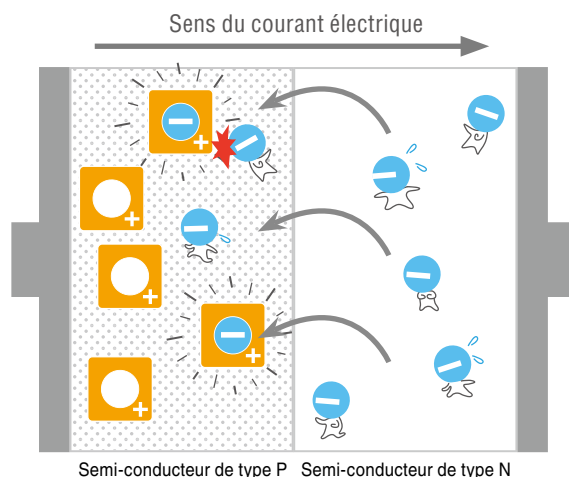 Sens du courant électrique
Semi-conducteur de type P Semi-conducteur de type N